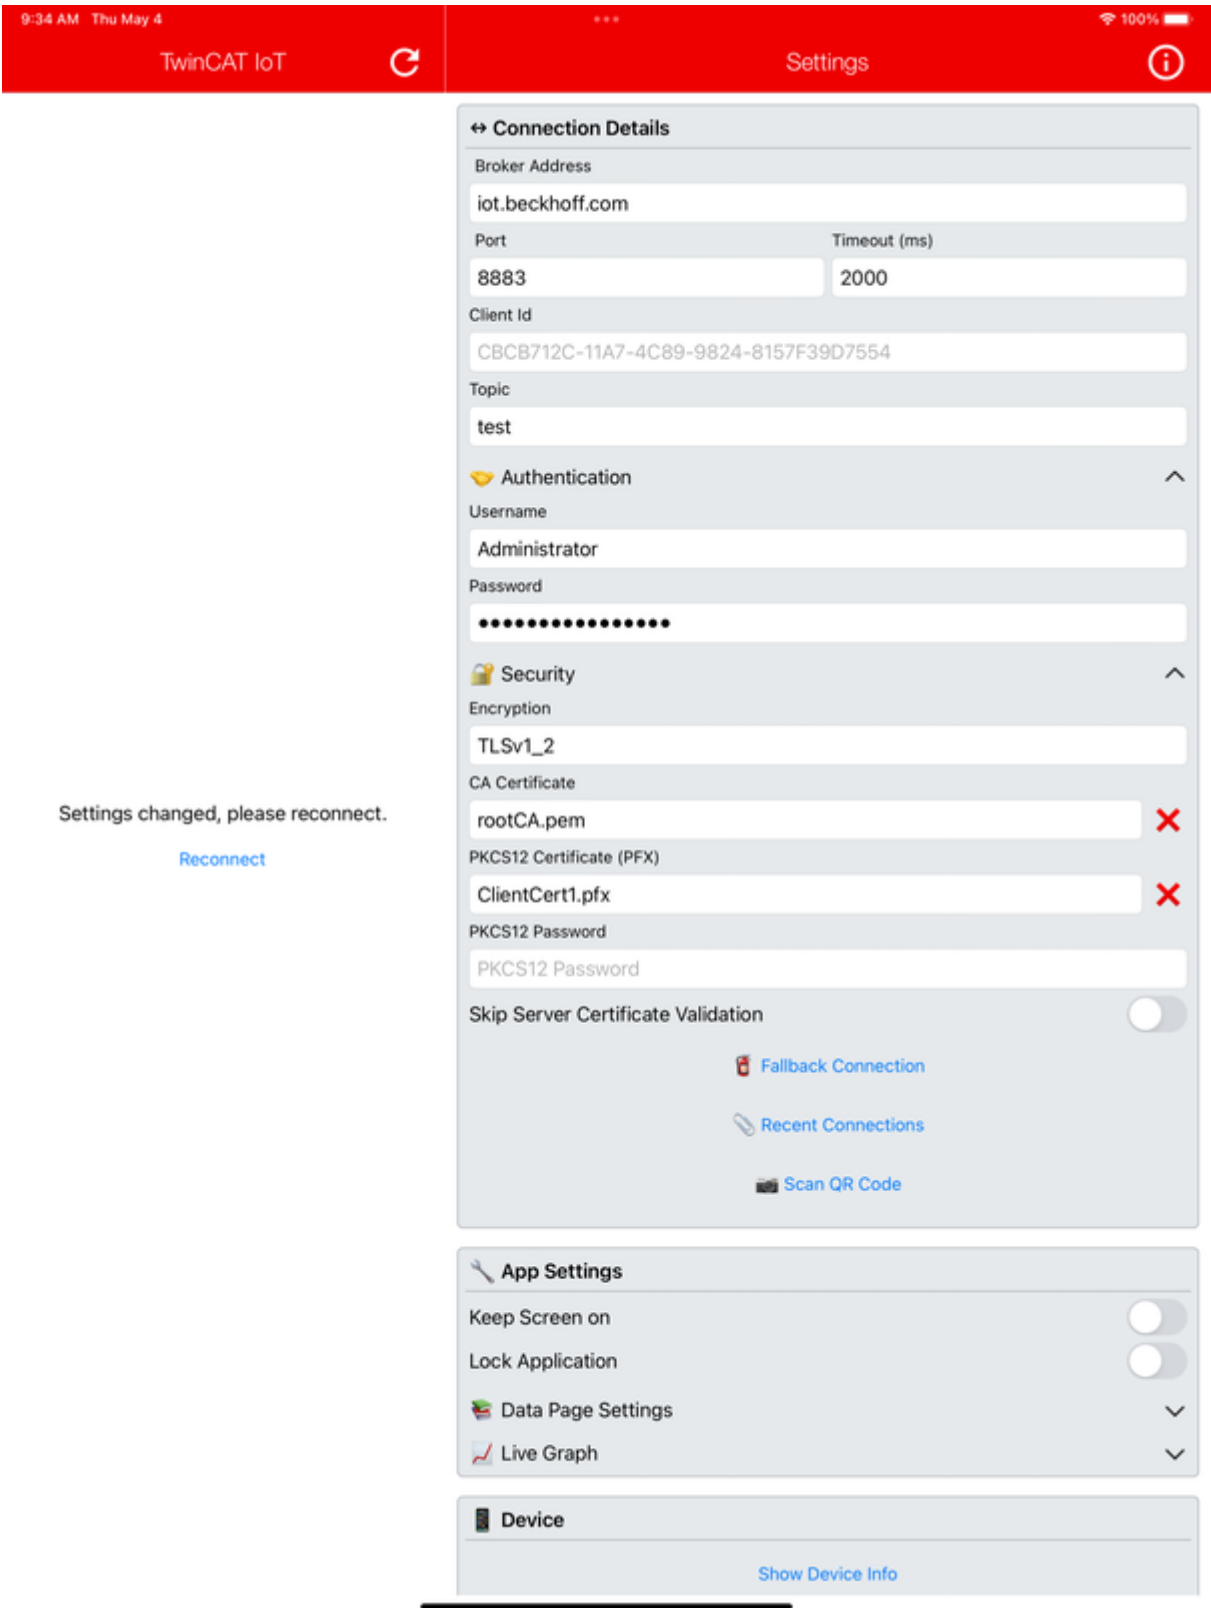 9:34 AM Thu May 4
100%
TwinCAT IoT
Settings
Connection Details
Broker Address
iot.beckhoff.com
Port
Timeout (ms)
8883
2000
Client Id
CBCB712C-11A7-4C89-9824-8157F39D7554
Topic
test
Authentication
Username
Administrator
Password
••••••••••••••••
Security
Encryption
TLSv1_2
CA Certificate
rootCA.pem
PKCS12 Certificate (PFX)
ClientCert1.pfx
PKCS12 Password
PKCS12 Password
Skip Server Certificate Validation
Fallback Connection
Recent Connections
Scan QR Code
Settings changed, please reconnect.
Reconnect
App Settings
Keep Screen on
Lock Application
Data Page Settings
Live Graph
Device
Show Device Info